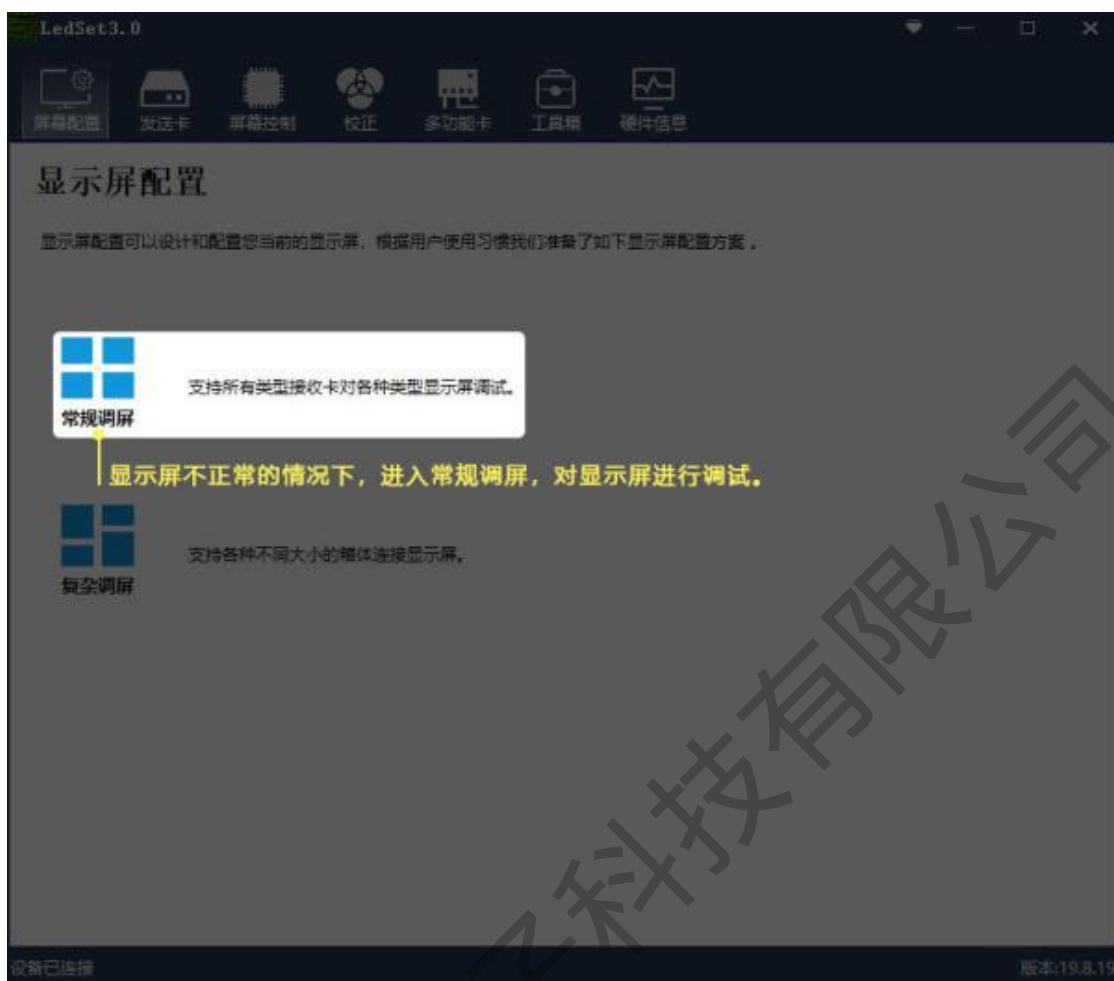 LedSet3.0
屏幕配置 发送卡 屏幕控制 校正 多功能卡 工具箱 硬件信息
显示屏配置
显示屏配置可以设计和配置您当前的显示屏，根据用户使用习惯我们准备了如下显示屏配置方案。
支持所有类型接收卡对各种类型显示屏调试。
常规调屏
显示屏不正常的情况下，进入常规调屏，对显示屏进行调试。
支持各种不同大小的箱体连接显示屏。
复杂调屏
科技有限公司
设备已连接 版本:19.8.19